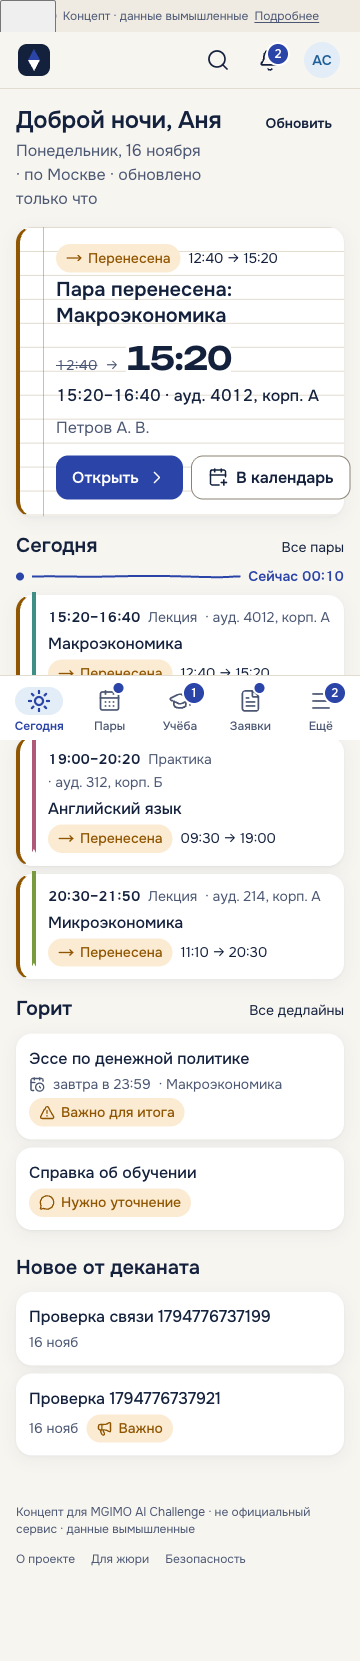 Концепт · данные вымышленные Подробнее
2
АС
Доброй ночи, Аня
Обновить
Понедельник, 16 ноября
· по Москве · обновлено
только что
Перенесена 12:40 → 15:20
Пара перенесена:
Макроэкономика
12:40 → 15:20
15:20–16:40 · ауд. 4012, корп. А
Петров А. В.
Открыть
В календарь
Сегодня
Все пары
Сейчас 00:10
15:20–16:40 Лекция · ауд. 4012, корп. А
Макроэкономика
Перенесена 12:40 → 15:20
1
2
Сегодня
Пары
Учёба
Заявки
Ещё
19:00–20:20 Практика
· ауд. 312, корп. Б
Английский язык
Перенесена 09:30 → 19:00
20:30–21:50 Лекция · ауд. 214, корп. А
Микроэкономика
Перенесена 11:10 → 20:30
Горит
Все дедлайны
Эссе по денежной политике
завтра в 23:59 · Макроэкономика
Важно для итога
Справка об обучении
Нужно уточнение
Новое от деканата
Проверка связи 1794776737199
16 нояб
Проверка 1794776737921
16 нояб Важно
Концепт для MGIMO AI Challenge · не официальный
сервис · данные вымышленные
О проекте Для жюри Безопасность